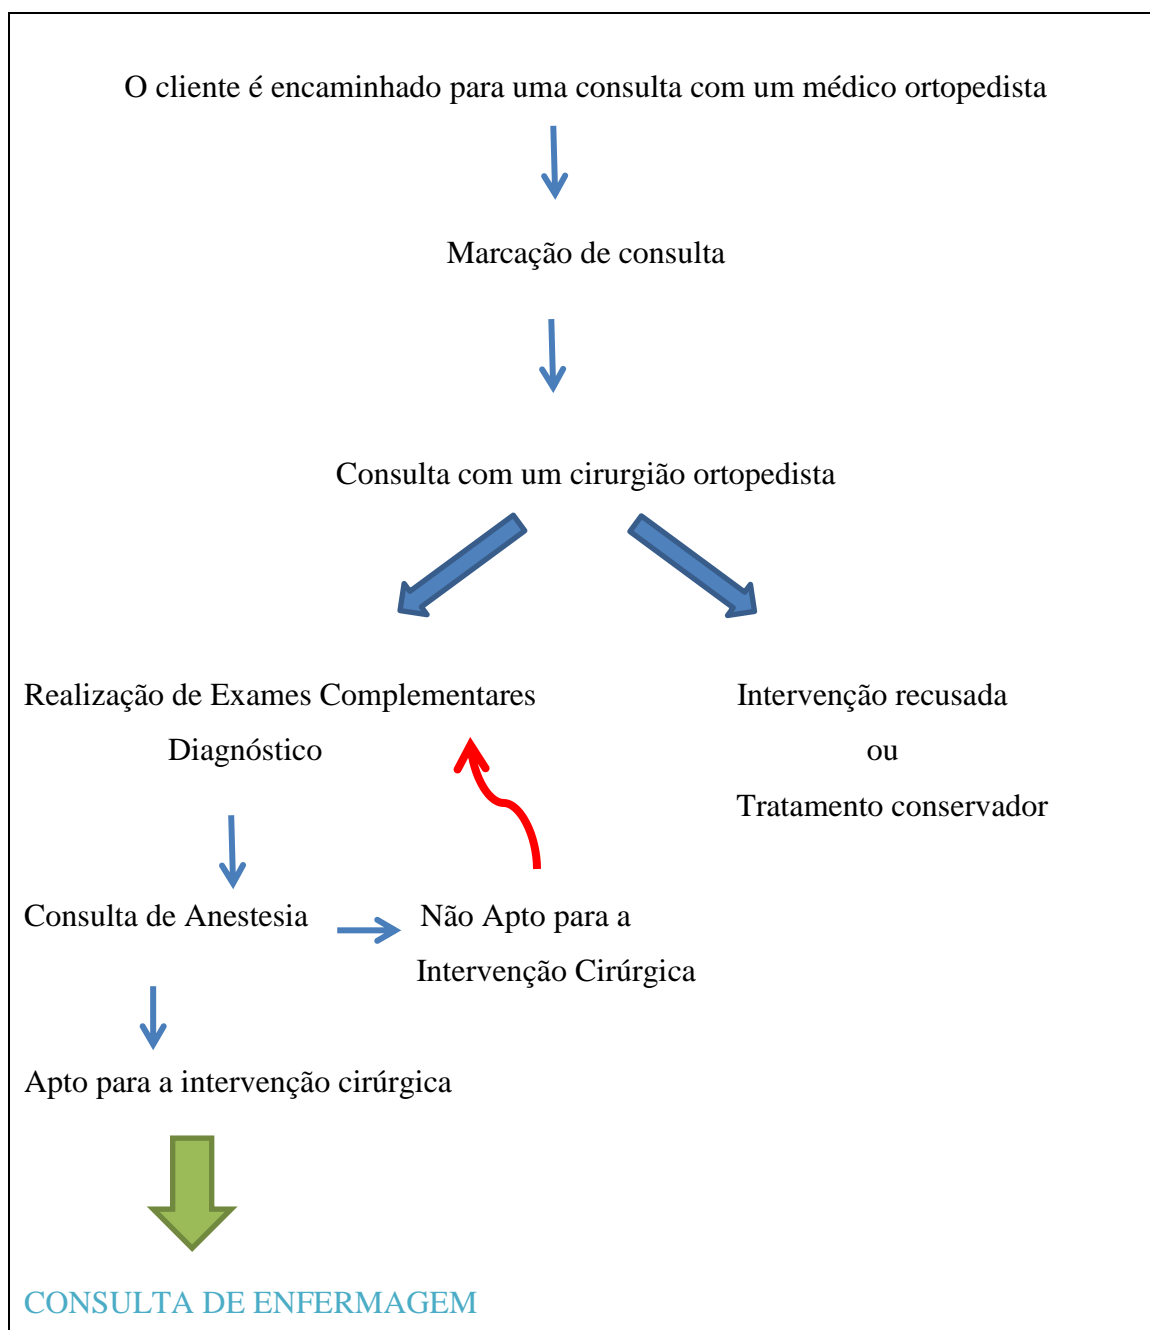 O cliente é encaminhado para uma consulta com um médico ortopedista
Marcação de consulta
Consulta com um cirurgião ortopedista
Realização de Exames Complementares
Diagnóstico
Intervenção recusada
ou
Tratamento conservador
Consulta de Anestesia
Não Apto para a
Intervenção Cirúrgica
Apto para a intervenção cirúrgica
CONSULTA DE ENFERMAGEM